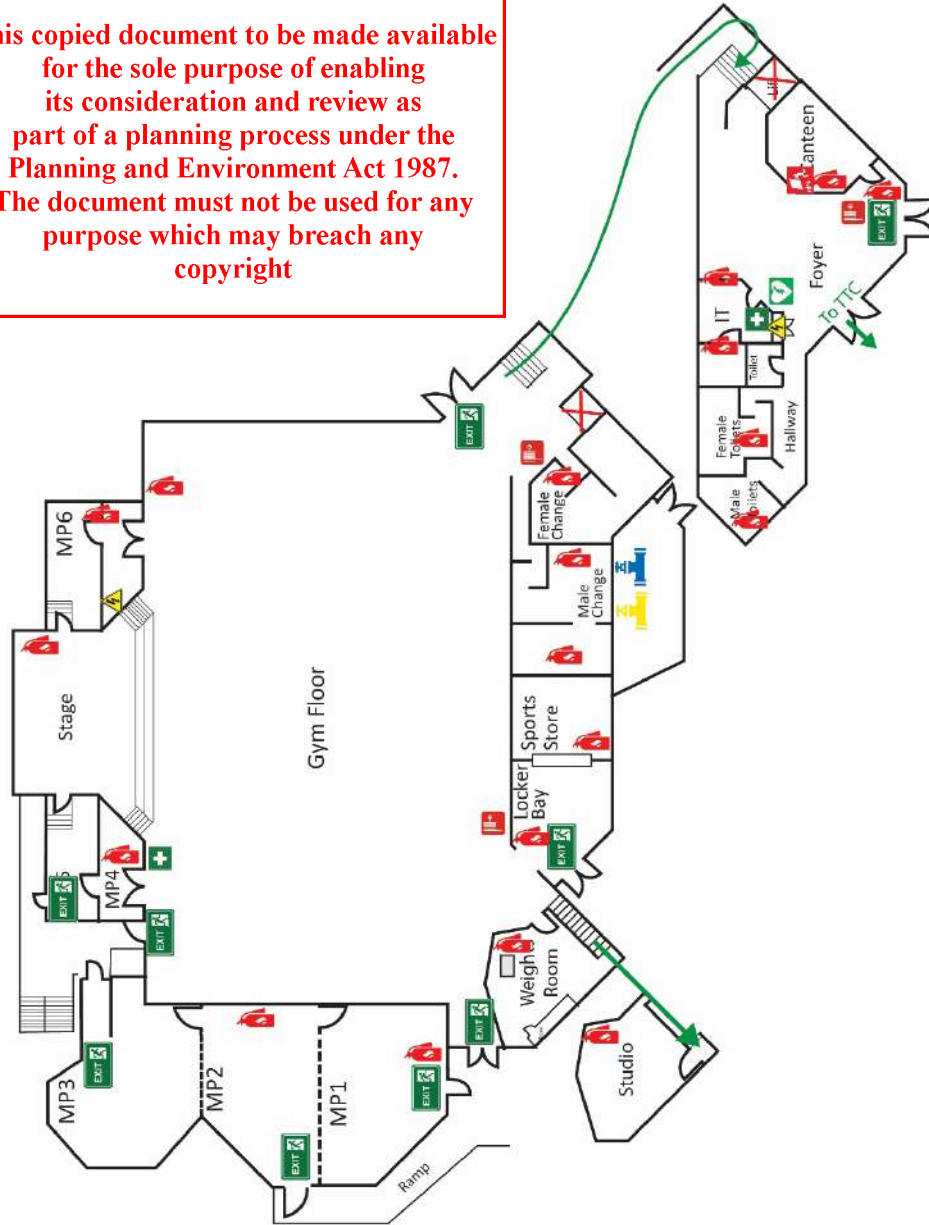 his copied document to be made available
for the sole purpose of enabling
its consideration and review as
part of a planning process under the
Planning and Environment Act 1987.
The document must not be used for any
purpose which may breach any
copyright
Lift
Canteen
EXIT
Foyer
To TTC
IT
Toilet
Female
Toilets
Hallway
Male
Toilets
EXIT
Female
Change
Male
Change
MP6
Stage
Gym Floor
Sports
Store
Locker
Bay
EXIT
EXIT
MP4
EXIT
Weights
Room
EXIT
Studio
MP3
EXIT
MP2
MP1
EXIT
EXIT
Ramp